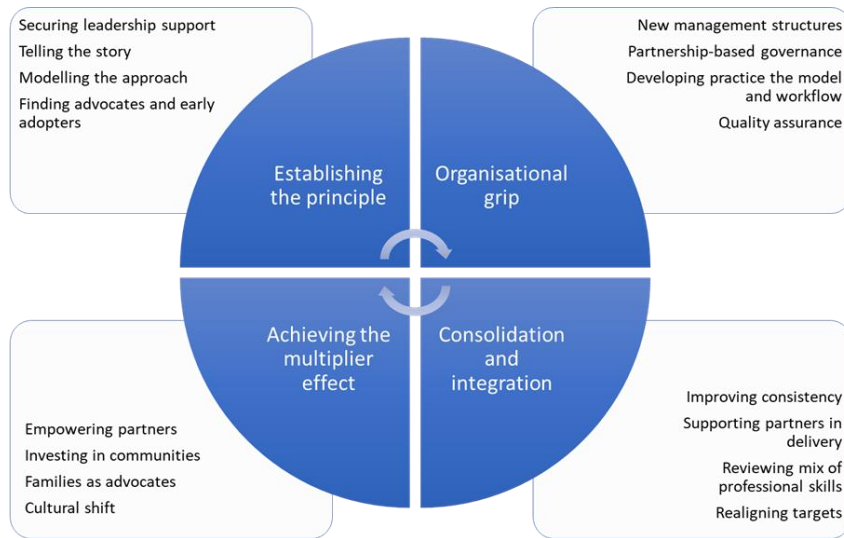 Securing leadership support
Telling the story
Modelling the approach
Finding advocates and early
adopters
New management structures
Partnership-based governance
Developing practice the model
and workflow
Quality assurance
Establishing
the principle
Organisational
grip
Achieving the
multiplier
effect
Consolidation
and
integration
Empowering partners
Investing in communities
Families as advocates
Cultural shift
Improving consistency
Supporting partners in
delivery
Reviewing mix of
professional skills
Realigning targets